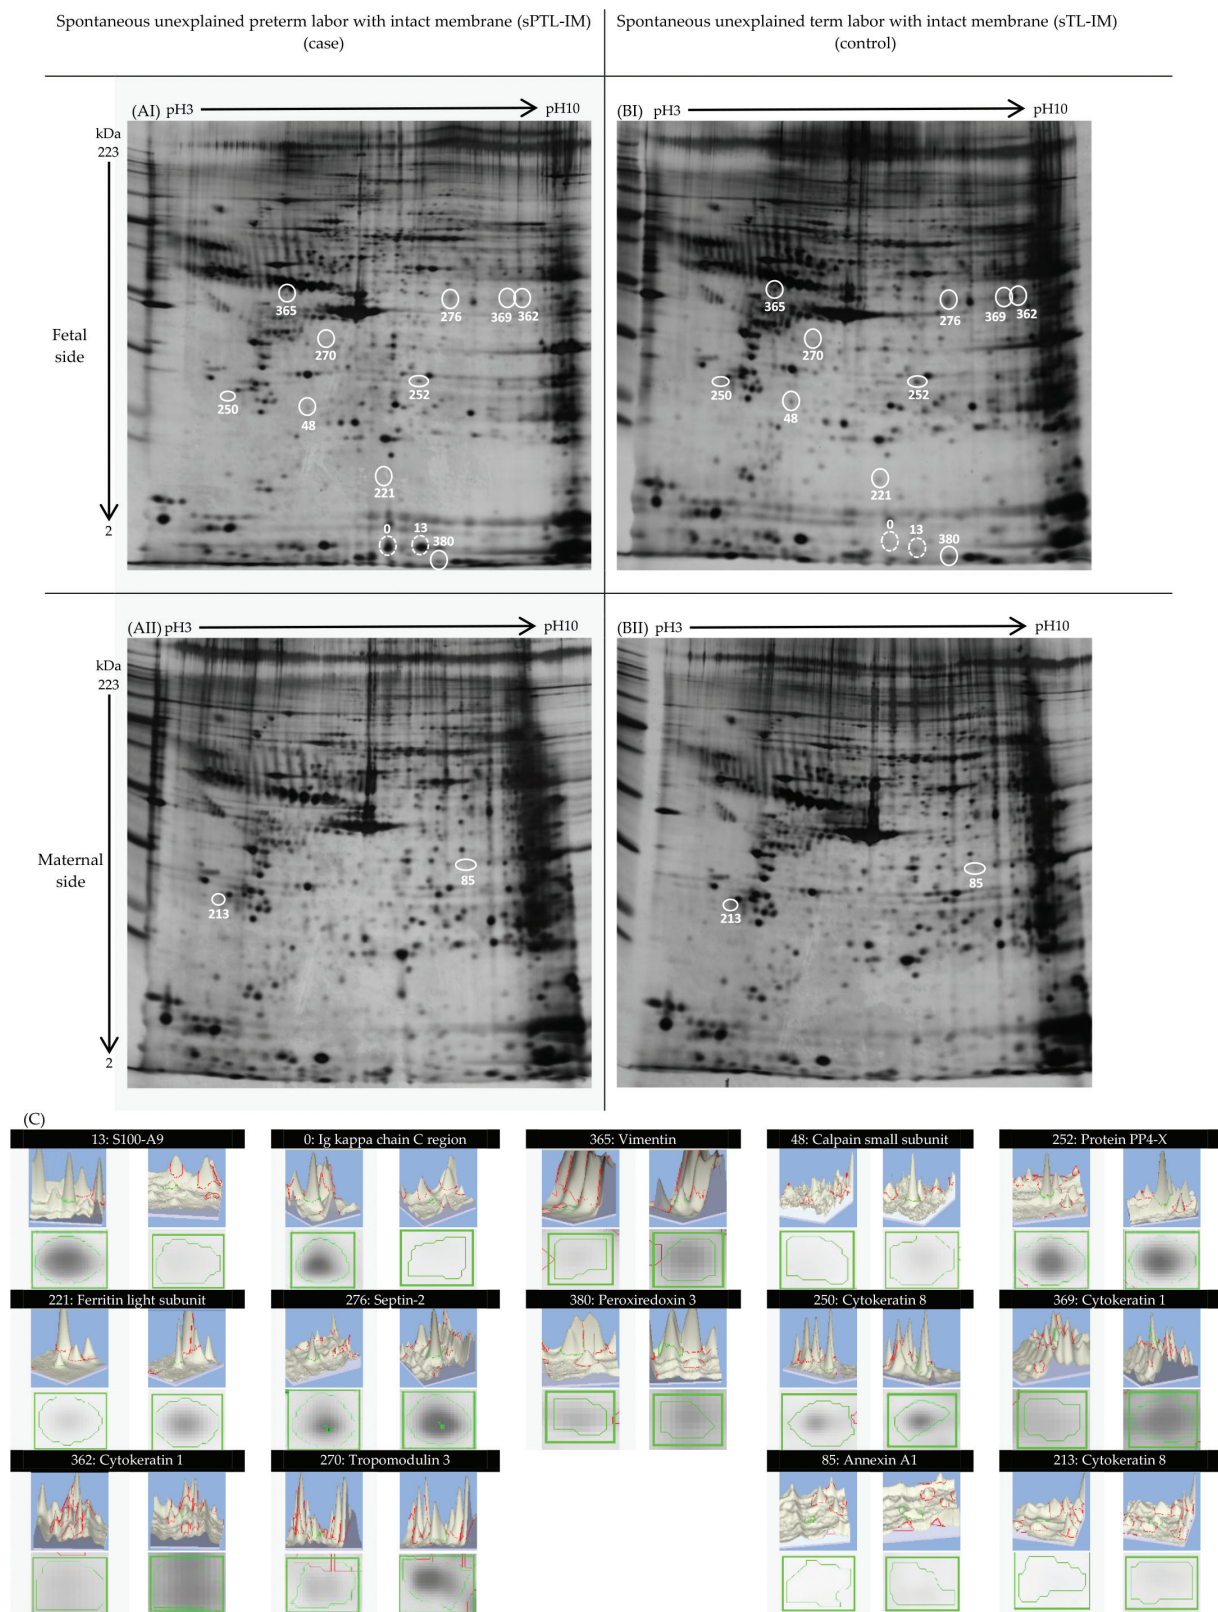 Spontaneous unexplained preterm labor with intact membrane (sPTL-IM)
(case)
Spontaneous unexplained term labor with intact membrane (sTL-IM)
(control)
(AI) pH3 pH10
(BI) pH3 pH10
kDa
223
Fetal
side
2
365
276
369
362
270
250
252
48
221
0
13
380
365
276
369
362
270
250
252
48
221
0
13
380
(AII) pH3 pH10
(BII) pH3 pH10
kDa
223
Maternal
side
2
85
213
85
213
(C)
13: S100-A9
0: Ig kappa chain C region
365: Vimentin
48: Calpain small subunit
252: Protein PP4-X
221: Ferritin light subunit
276: Septin-2
380: Peroxiredoxin 3
250: Cytokeratin 8
369: Cytokeratin 1
362: Cytokeratin 1
270: Tropomodulin 3
85: Annexin A1
213: Cytokeratin 8